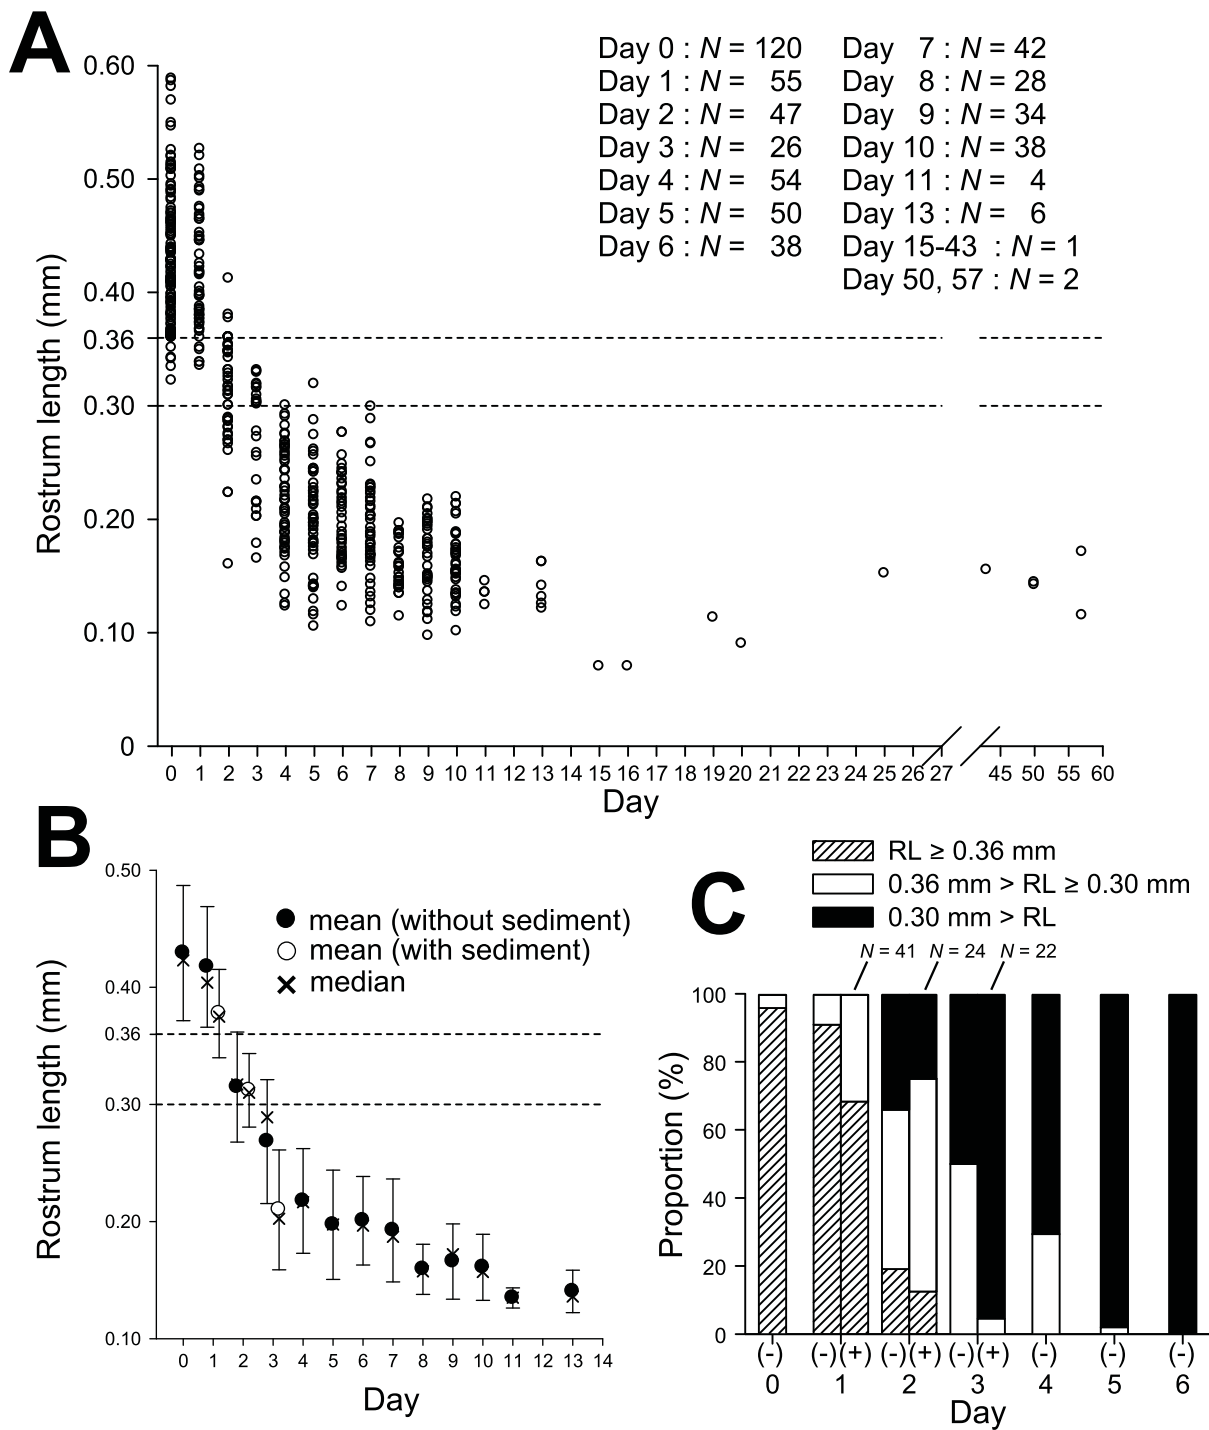 A
Day 0 : N = 120
Day 1 : N = 55
Day 2 : N = 47
Day 3 : N = 26
Day 4 : N = 54
Day 5 : N = 50
Day 6 : N = 38
Day 7 : N = 42
Day 8 : N = 28
Day 9 : N = 34
Day 10 : N = 38
Day 11 : N = 4
Day 13 : N = 6
Day 15-43 : N = 1
Day 50, 57 : N = 2
Rostrum length (mm)
0.60
0.50
0.40
0.36
0.30
0.20
0.10
0
0 1 2 3 4 5 6 7 8 9 10 11 12 13 14 15 16 17 18 19 20 21 22 23 24 25 26 27 45 50 55 60
Day
B
mean (without sediment)
mean (with sediment)
median
Rostrum length (mm)
0.50
0.40
0.36
0.30
0.20
0.10
0 1 2 3 4 5 6 7 8 9 10 11 12 13 14
Day
C
RL ≥ 0.36 mm
0.36 mm > RL ≥ 0.30 mm
0.30 mm > RL
N = 41 N = 24 N = 22
Proportion (%)
100
80
60
40
20
0
(-) (-)(+) (-)(+) (-)(+) (-) (-) (-)
0 1 2 3 4 5 6
Day